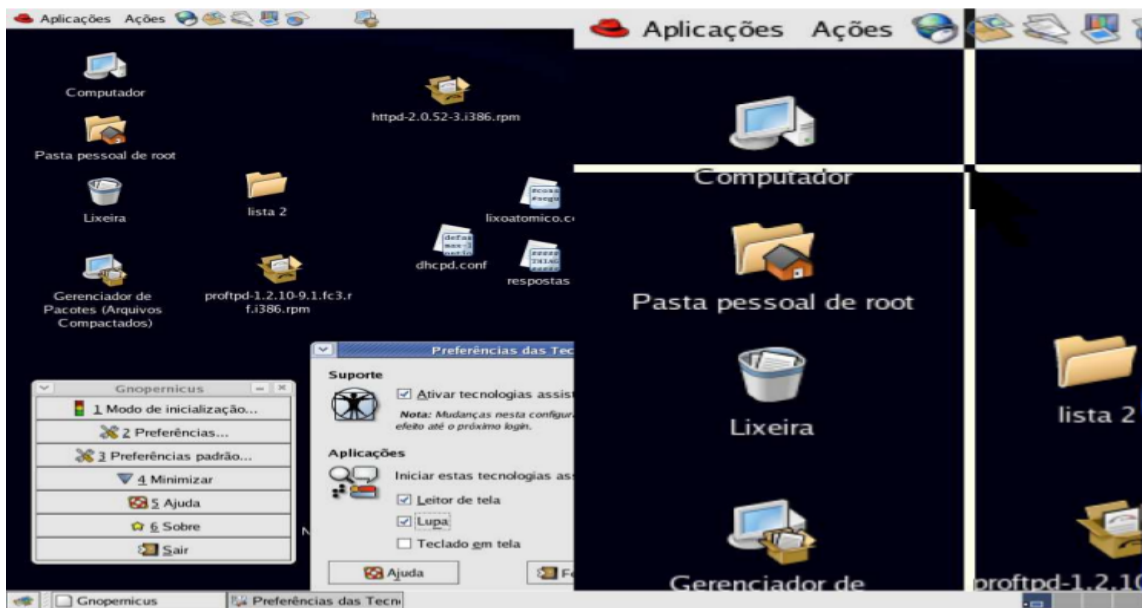 Aplicações Ações
Computador
httpd-2.0.52-3.i386.rpm
Pasta pessoal de root
Lixeira
lista 2
lixoatomico.c
dhcpd.conf
respostas
Gerenciador de
Pacotes (Arquivos
Compactados)
proftpd-1.2.10-9.1.fc3.r
f.i386.rpm
Gnopernicus
1 Modo de inicialização...
2 Preferências...
3 Preferências padrão...
4 Minimizar
5 Ajuda
6 Sobre
Sair
N
Preferências das Tec
Suporte
Ativar tecnologias assist
Nota: Mudanças nesta configur
efeito até o próximo login.
Aplicações
Iniciar estas tecnologias as
Leitor de tela
Lupa
Teclado em tela
Ajuda
Fe
Gnopernicus
Preferências das Tecn
Aplicações Ações
Computador
Pasta pessoal de root
Lixeira
lista 2
Gerenciador de
proftpd-1.2.10